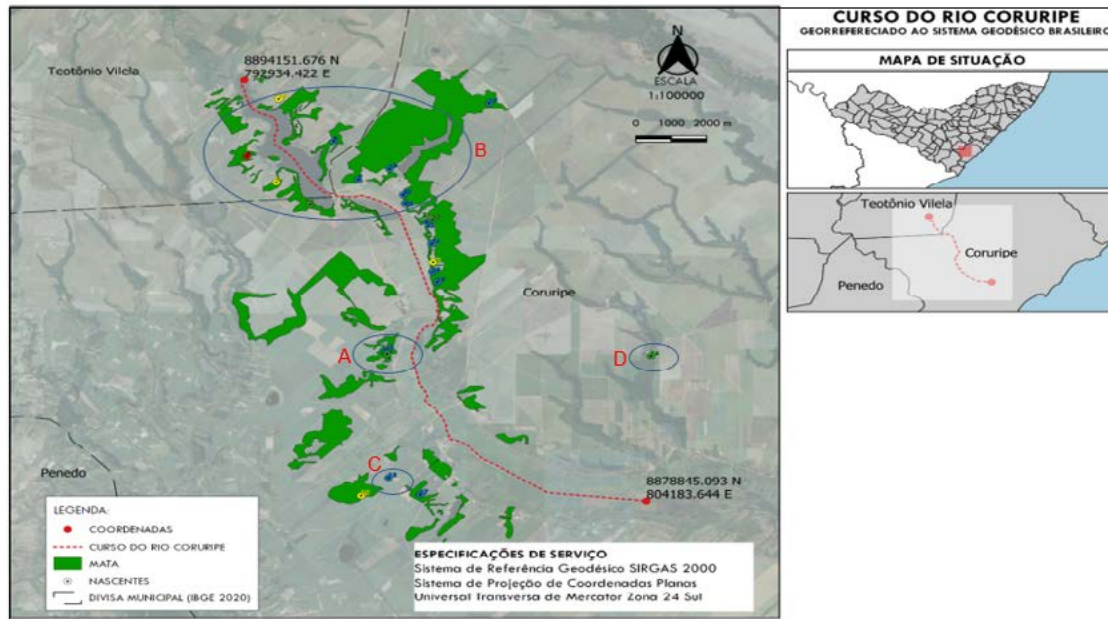 CURSO DO RIO CORURIPE
GEORREFERECIADO AO SISTEMA GEODÉSICO BRASILEIRO
MAPA DE SITUAÇÃO
Teotônio Vilela
8894151.676 N
792934.422 E
ESCALA
1:100000
0 1000 2000 m
B
Coruripe
A
D
C
Penedo
8878845.093 N
804183.644 E
LEGENDA:
COORDENADAS
CURSO DO RIO CORURIPE
MATA
NASCENTES
DIVISA MUNICIPAL (IBGE 2020)
ESPECIFICAÇÕES DE SERVIÇO
Sistema de Referência Geodésico SIRGAS 2000
Sistema de Projeção de Coordenadas Planas
Universal Transversa de Mercator Zona 24 Sul
Teotônio Vilela
Coruripe
Penedo